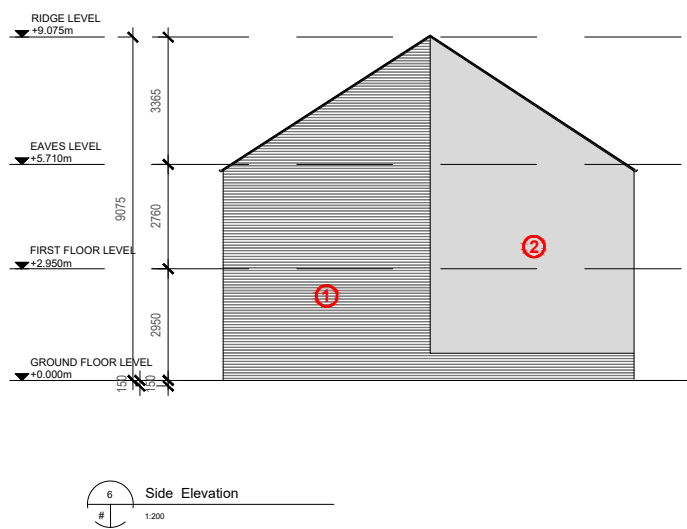 RIDGE LEVEL
+9.075m
3365
EAVES LEVEL
+5.710m
9075
2760
FIRST FLOOR LEVEL
+2.950m
2
1
2950
GROUND FLOOR LEVEL
+0.000m
150
150
6
Side Elevation
#
1:200